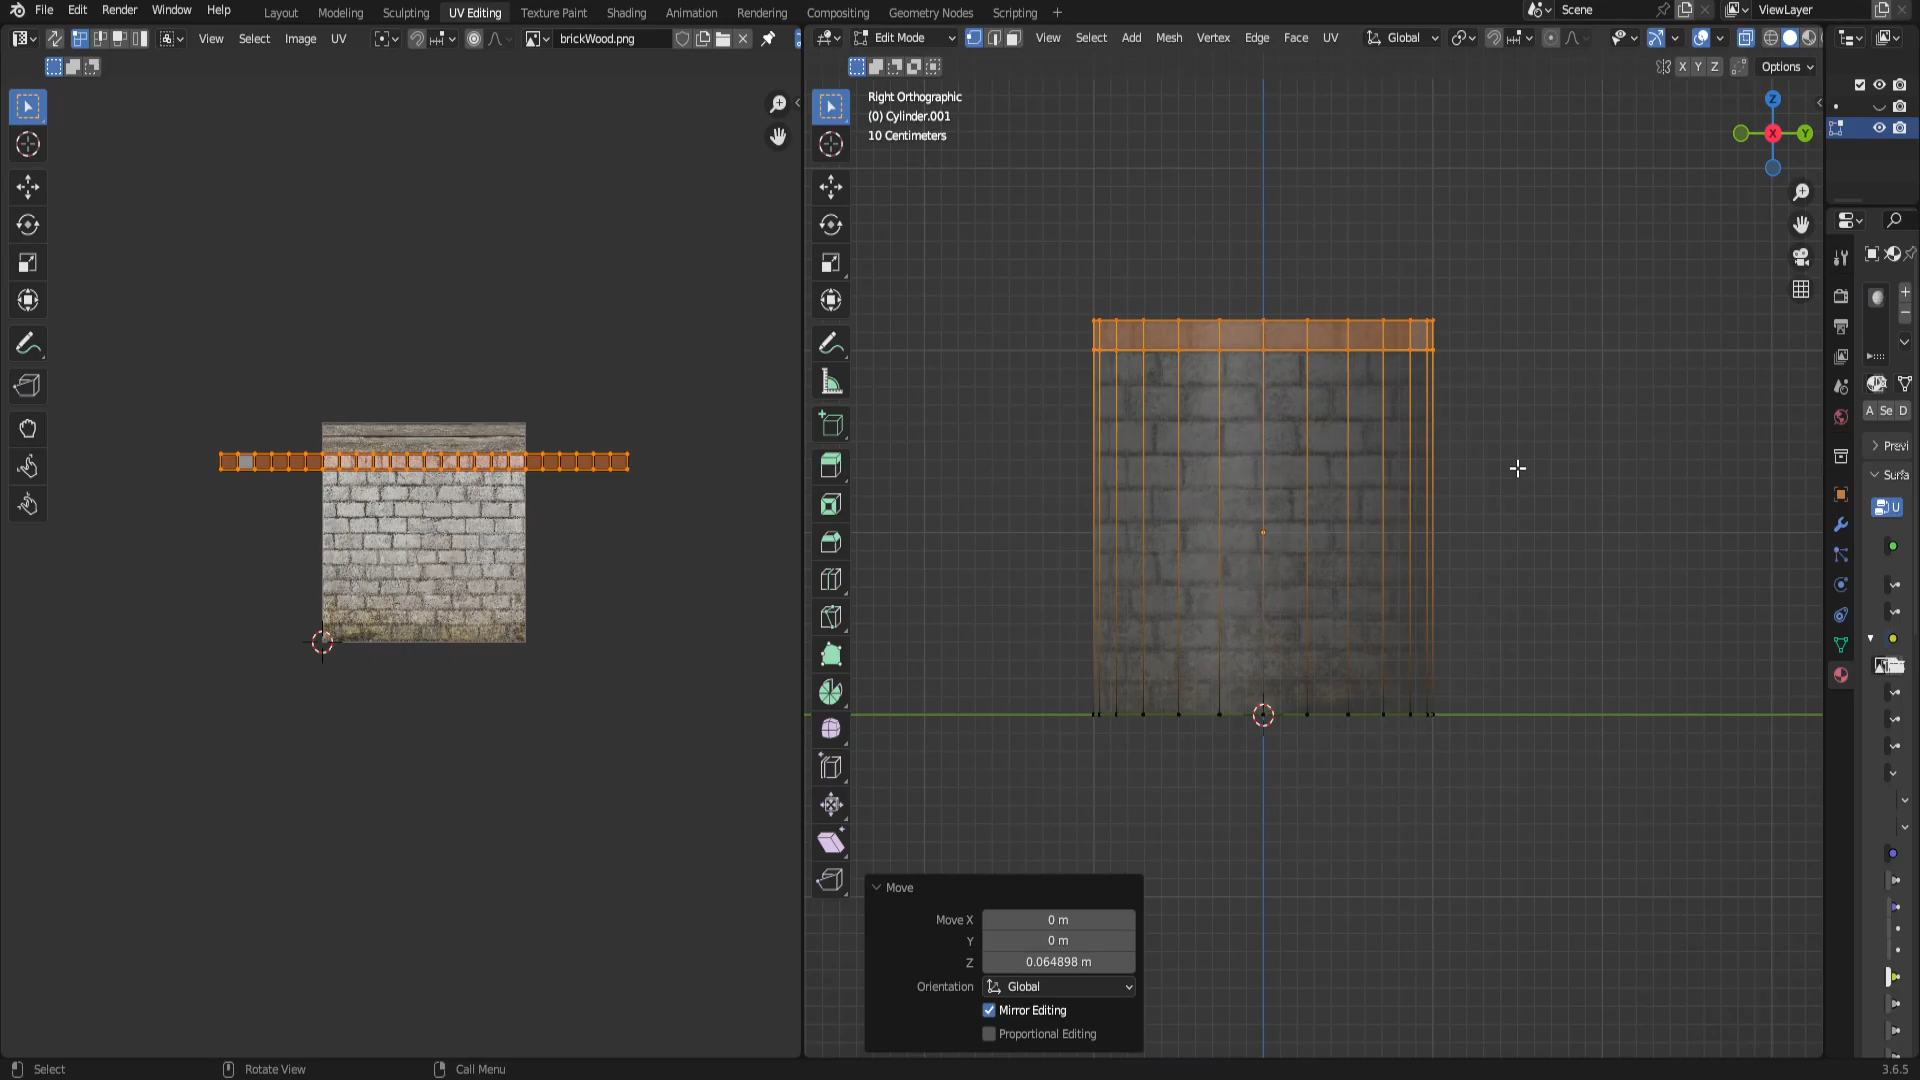 File Edit Render Window Help
Layout Modeling Sculpting UV Editing Texture Paint Shading Animation Rendering Compositing Geometry Nodes Scripting +
Scene
ViewLayer
View Select Image UV
brickWood.png
Edit Mode
View Select Add Mesh Vertex Edge Face UV
Global
X Y Z
Options
Right Orthographic
(0) Cylinder.001
10 Centimeters
Z
X
Y
A Se D
Previ
Surfa
U
Move
Move X 0 m
Y 0 m
Z 0.064898 m
Orientation Global
Mirror Editing
Proportional Editing
Select
Rotate View
Call Menu
3.6.5